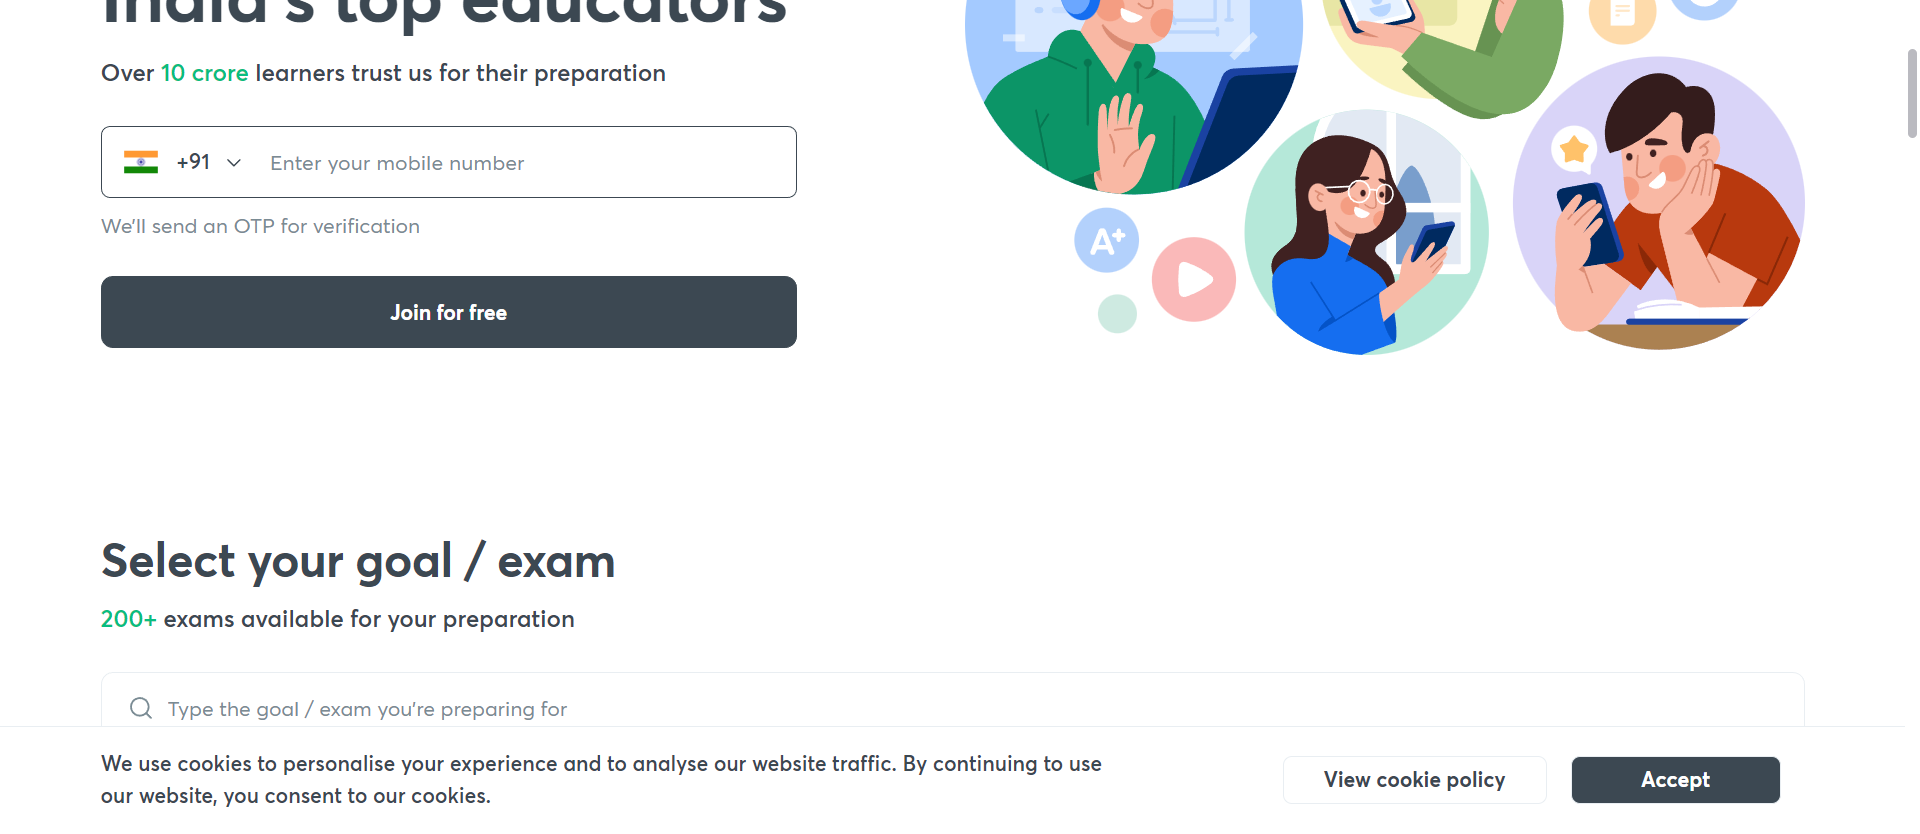 India's top educators
Over 10 crore learners trust us for their preparation
+91 Enter your mobile number
We'll send an OTP for verification
Join for free
A+
Select your goal / exam
200+ exams available for your preparation
Type the goal / exam you're preparing for
We use cookies to personalise your experience and to analyse our website traffic. By continuing to use
our website, you consent to our cookies.
View cookie policy
Accept